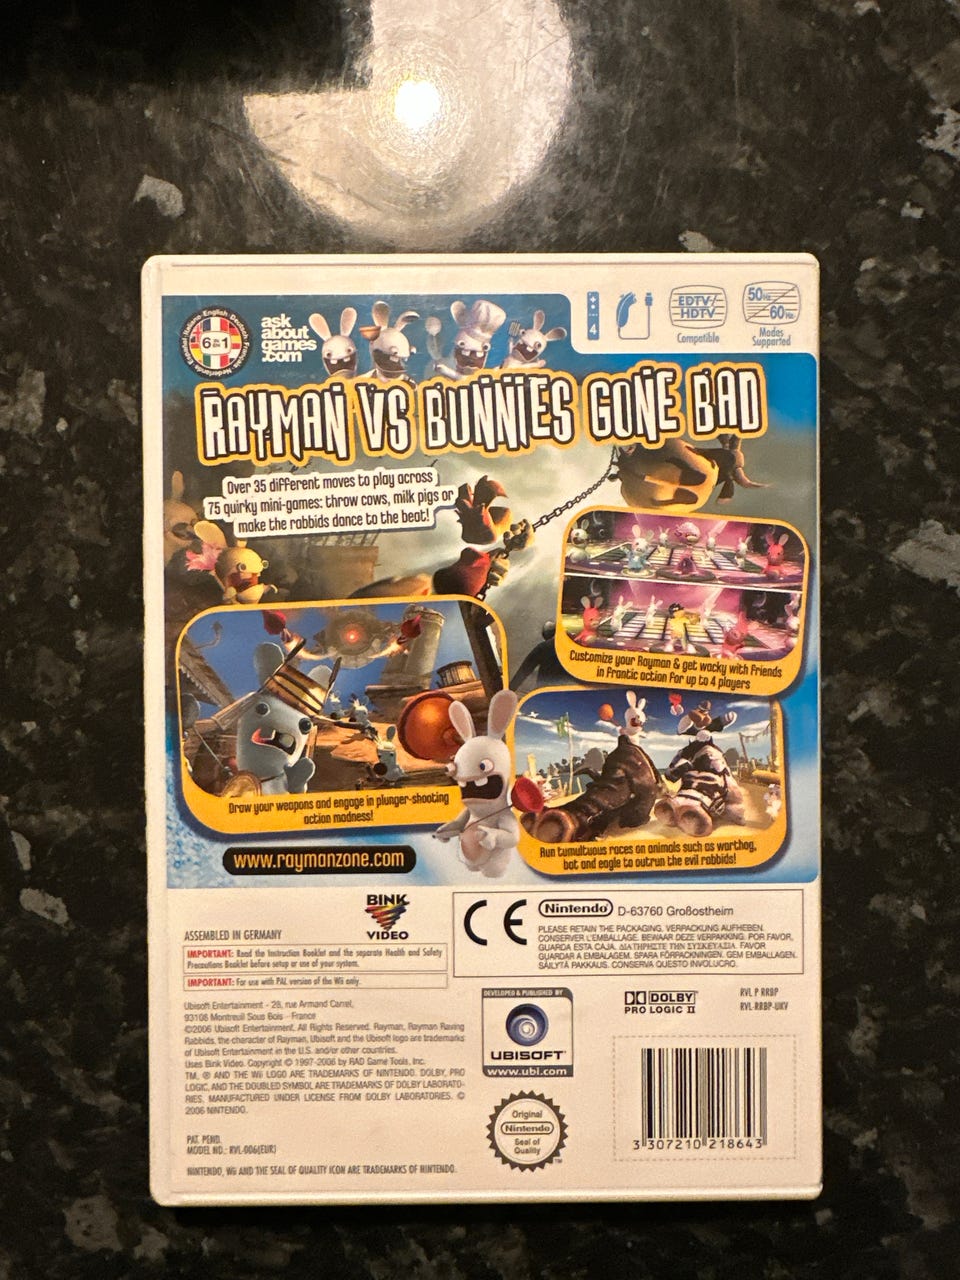 Italiano · English · Deutsch · Français · Nederlands · Español
6 IN 1
ask
about
games
.com
4
EDTV/
HDTV
Compatible
50Hz
60Hz
Modes
Supported
RAYMAN VS BUNNIES GONE BAD
Over 35 different moves to play across
75 quirky mini-games: throw cows, milk pigs or
make the rabbids dance to the beat!
Customize your Rayman & get wacky with friends
in frantic action for up to 4 players
Draw your weapons and engage in plunger-shooting
action madness!
Run tumultuous races on animals such as warthog,
bat and eagle to outrun the evil rabbids!
www.raymanzone.com
ASSEMBLED IN GERMANY
BINK
VIDEO
IMPORTANT: Read the Instruction Booklet and the separate Health and Safety
Precautions Booklet before setup or use of your system.
IMPORTANT: For use with PAL version of the Wii only.
CE
Nintendo® D-63760 Großostheim
PLEASE RETAIN THE PACKAGING. VERPACKUNG AUFHEBEN.
CONSERVER L'EMBALLAGE. BEWAAR DEZE VERPAKKING. POR FAVOR,
GUARDA ESTA CAJA. ΔΙΑΤΗΡΗΣΤΕ ΤΗΝ ΣΥΣΚΕΥΑΣΙΑ. FAVOR
GUARDAR A EMBALAGEM. SPARA FÖRPACKNINGEN. GEM EMBALLAGEN.
SÄILYTÄ PAKKAUS. CONSERVA QUESTO INVOLUCRO.
Ubisoft Entertainment - 28, rue Armand Carrel,
93108 Montreuil Sous Bois - France
©2006 Ubisoft Entertainment. All Rights Reserved. Rayman, Rayman Raving
Rabbids, the character of Rayman, Ubisoft and the Ubisoft logo are trademarks
of Ubisoft Entertainment in the U.S. and/or other countries.
Uses Bink Video. Copyright © 1997-2006 by RAD Game Tools, Inc.
TM, ® AND THE Wii LOGO ARE TRADEMARKS OF NINTENDO. DOLBY, PRO
LOGIC, AND THE DOUBLED SYMBOL ARE TRADEMARKS OF DOLBY LABORATO-
RIES. MANUFACTURED UNDER LICENSE FROM DOLBY LABORATORIES. ©
2006 NINTENDO.
PAT. PEND.
MODEL NO.: RVL-006(EUR)
NINTENDO, Wii AND THE SEAL OF QUALITY ICON ARE TRADEMARKS OF NINTENDO.
DEVELOPED & PUBLISHED BY
UBISOFT
www.ubi.com
Original
Nintendo
Seal of
Quality
TM
DOLBY
PRO LOGIC II
RVL P RRBP
RVL-RRBP-UKV
3 307210 218643